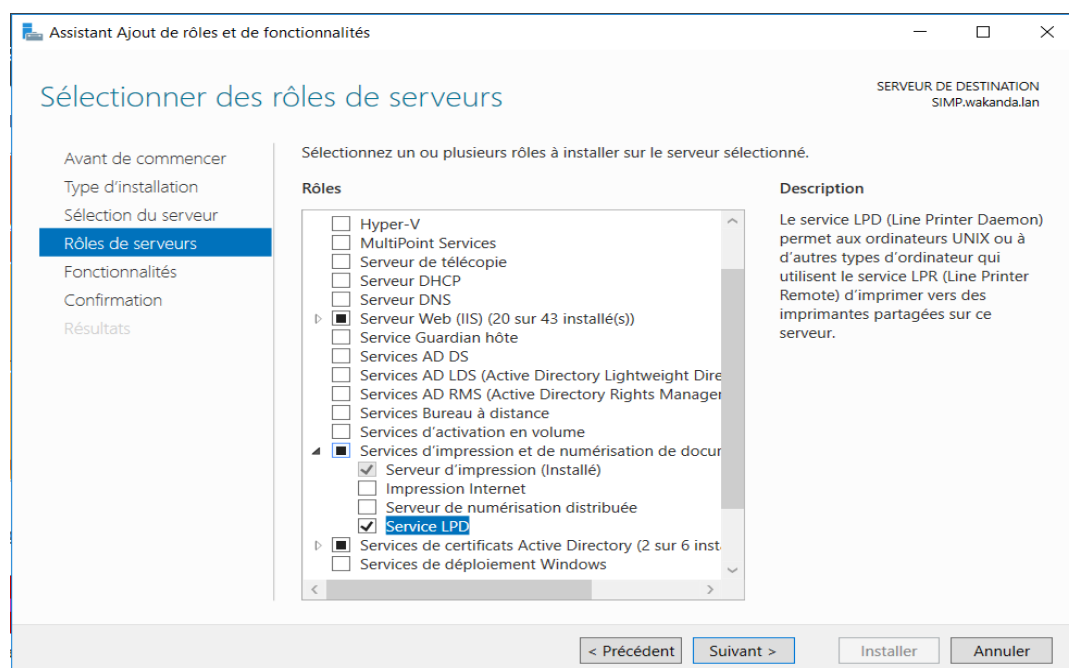 Assistant Ajout de rôles et de fonctionnalités
Sélectionner des rôles de serveurs
SERVEUR DE DESTINATION
SIMP.wakanda.lan
Avant de commencer
Type d'installation
Sélection du serveur
Rôles de serveurs
Fonctionnalités
Confirmation
Résultats
Sélectionnez un ou plusieurs rôles à installer sur le serveur sélectionné.
Rôles
Hyper-V
MultiPoint Services
Serveur de télécopie
Serveur DHCP
Serveur DNS
Serveur Web (IIS) (20 sur 43 installé(s))
Service Guardian hôte
Services AD DS
Services AD LDS (Active Directory Lightweight Dire
Services AD RMS (Active Directory Rights Manager
Services Bureau à distance
Services d'activation en volume
Services d'impression et de numérisation de docur
Serveur d'impression (Installé)
Impression Internet
Serveur de numérisation distribuée
Service LPD
Services de certificats Active Directory (2 sur 6 inst
Services de déploiement Windows
Description
Le service LPD (Line Printer Daemon)
permet aux ordinateurs UNIX ou à
d'autres types d'ordinateur qui
utilisent le service LPR (Line Printer
Remote) d'imprimer vers des
imprimantes partagées sur ce
serveur.
< Précédent
Suivant >
Installer
Annuler